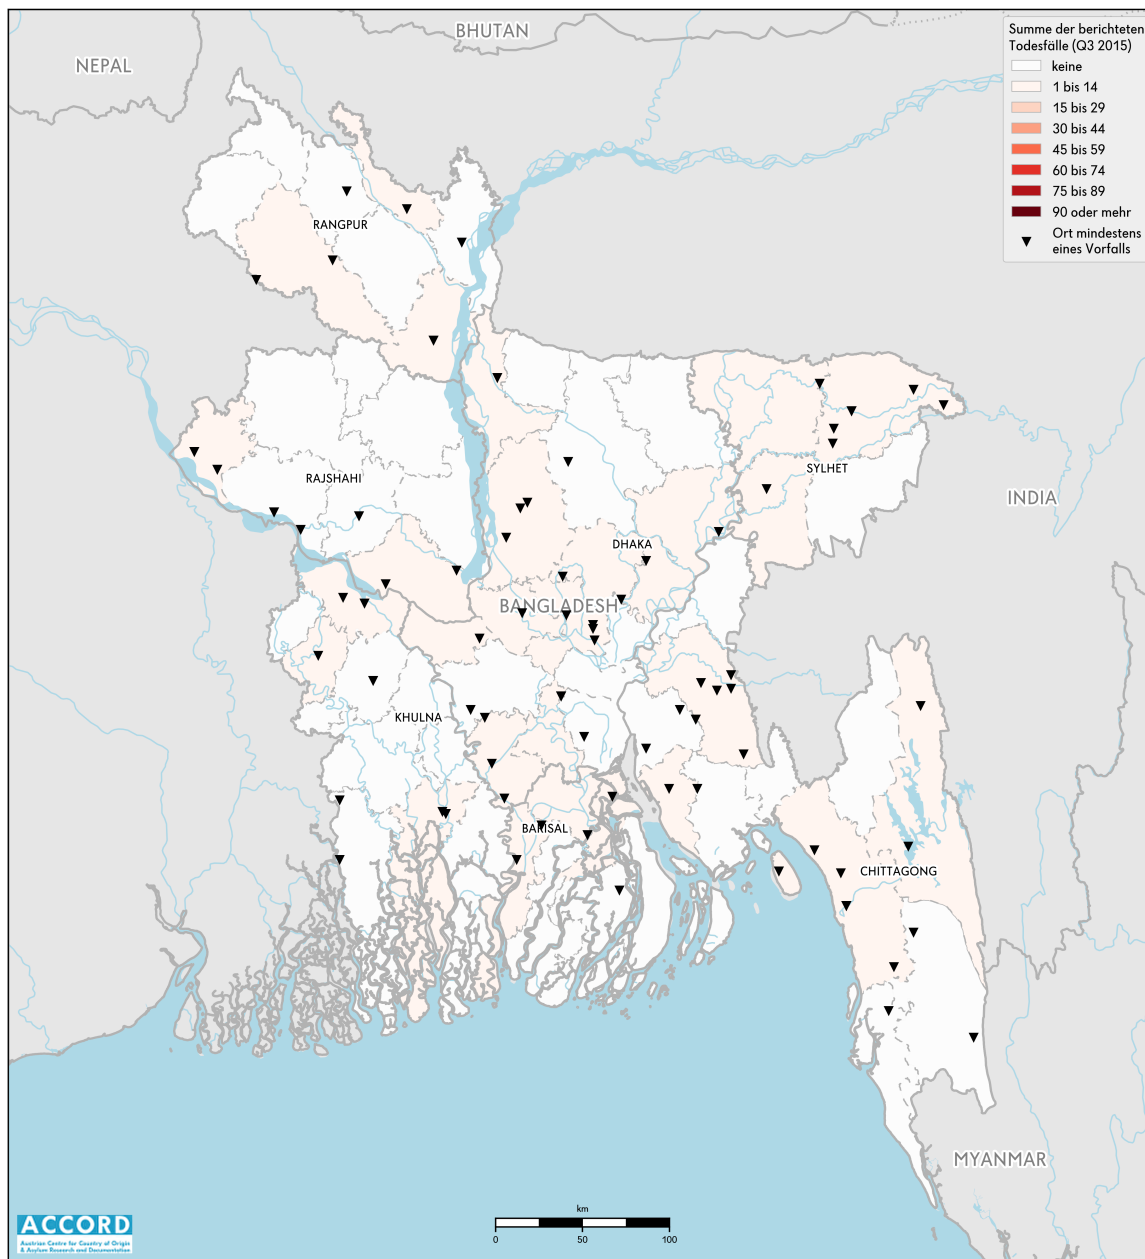 BHUTAN
NEPAL
Summe der berichteten
Todesfälle (Q3 2015)
keine
1 bis 14
15 bis 29
30 bis 44
45 bis 59
60 bis 74
75 bis 89
90 oder mehr
Ort mindestens
eines Vorfalls
RANGPUR
SYLHET
RAJSHAHI
INDIA
DHAKA
BANGLADESH
KHULNA
BARISAL
CHITTAGONG
MYANMAR
km
0 50 100
ACCORD
Austrian Centre for Country of Origin
& Asylum Research and Documentation